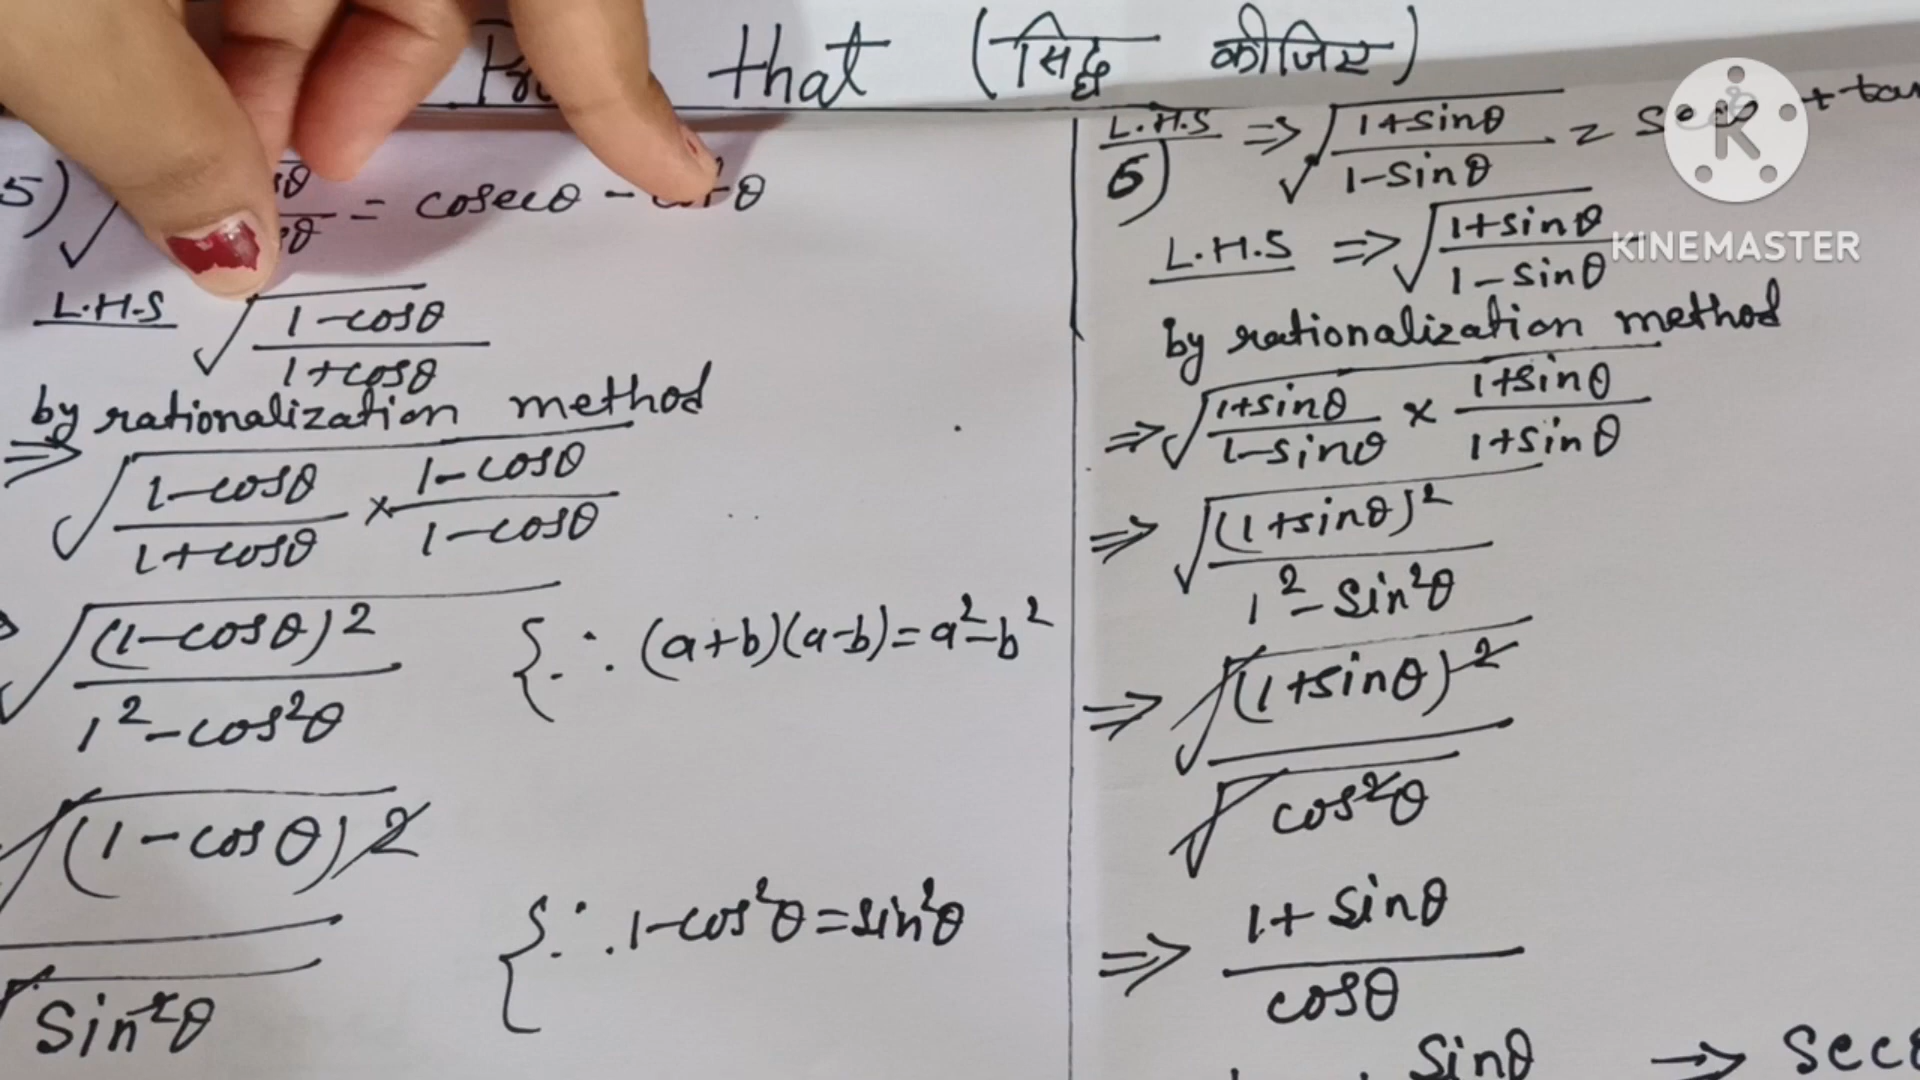 that (सिद्ध कीजिए)
5) √ = cosecθ - θ
L.H.S √(1-cosθ)/(1+cosθ)
by rationalization method
⇒ √(1-cosθ)/(1+cosθ) × (1-cosθ)/(1-cosθ)
√(1-cosθ)²/(1²-cos²θ) {∵ (a+b)(a-b)=a²-b²
√(1-cosθ)²
√sin²θ {∵ 1-cos²θ=sin²θ
L.H.S ⇒ √(1+sinθ)/(1-sinθ) = + tan
6)
L.H.S ⇒ √(1+sinθ)/(1-sinθ)
by rationalization method
⇒ √(1+sinθ)/(1-sinθ) × (1+sinθ)/(1+sinθ)
⇒ √(1+sinθ)²/(1²-sin²θ)
⇒ √(1+sinθ)²
√cos²θ
⇒ (1+sinθ)/cosθ
sinθ → sec
KINEMASTER